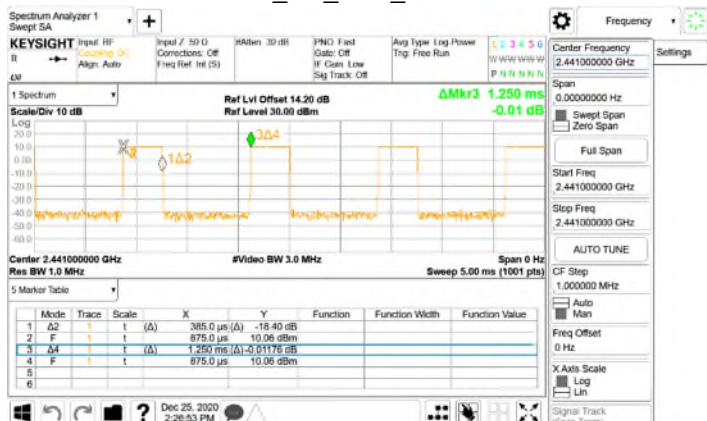 Spectrum Analyzer 1
Swept SA
+
Frequency
KEYSIGHT
R
Input: RF
Coupling: DC
Align: Auto
Input Z: 50 Ω
Corrections: Off
Freq Ref: Int (S)
#Atten: 30 dB
PNO: Fast
Gate: Off
IF Gain: Low
Sig Track: Off
Avg Type: Log-Power
Trig: Free Run
1 2 3 4 5 6
W W W W W W
P N N N N N
LXI
Center Frequency
2.441000000 GHz
Settings
Span
0.00000000 Hz
Swept Span
Zero Span
Full Span
Start Freq
2.441000000 GHz
Stop Freq
2.441000000 GHz
AUTO TUNE
CF Step
1.000000 MHz
Auto
Man
Freq Offset
0 Hz
X Axis Scale
Log
Lin
Signal Track
1 Spectrum
Scale/Div 10 dB
Ref Lvl Offset 14.20 dB
Ref Level 30.00 dBm
ΔMkr3 1.250 ms
-0.01 dB
Log
20.0
10.0
0.00
-10.0
-20.0
-30.0
-40.0
-50.0
-60.0
1Δ2
3Δ4
Center 2.441000000 GHz
Res BW 1.0 MHz
#Video BW 3.0 MHz
Span 0 Hz
Sweep 5.00 ms (1001 pts)
5 Marker Table
Mode Trace Scale X Y Function Function Width Function Value
1 Δ2 1 t (Δ) 385.0 µs (Δ) -18.40 dB
2 F 1 t 875.0 µs 10.06 dBm
3 Δ4 1 t (Δ) 1.250 ms (Δ) -0.01176 dB
4 F 1 t 875.0 µs 10.06 dBm
5
6
?
Dec 25, 2020
2:26:53 PM